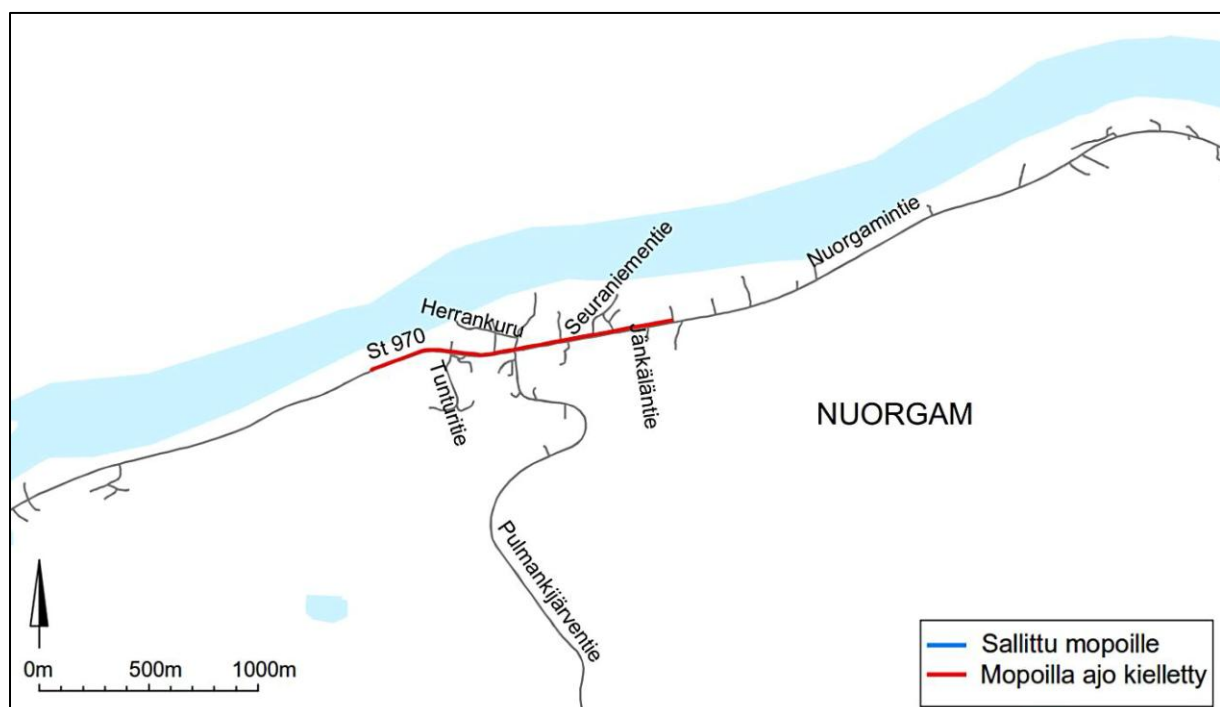 Nuorgamintie
Seuraniementie
Herrankuru
St 970
Jänkäläntie
Tunturitie
NUORGAM
Pulmankijärventie
0m 500m 1000m
Sallittu mopoille
Mopoilla ajo kielletty